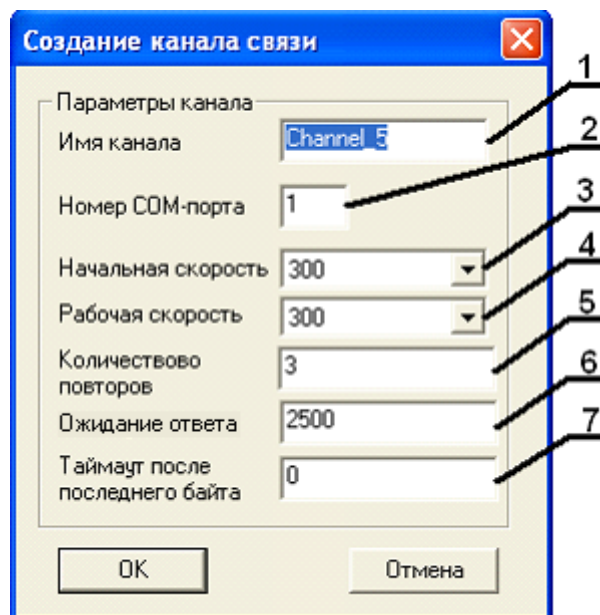 Создание канала связи
Параметры канала
Имя канала
Channel_5
1
Номер COM-порта
1
2
Начальная скорость
300
3
Рабочая скорость
300
4
Количествово
повторов
3
5
Ожидание ответа
2500
6
Таймаут после
последнего байта
0
7
OK
Отмена